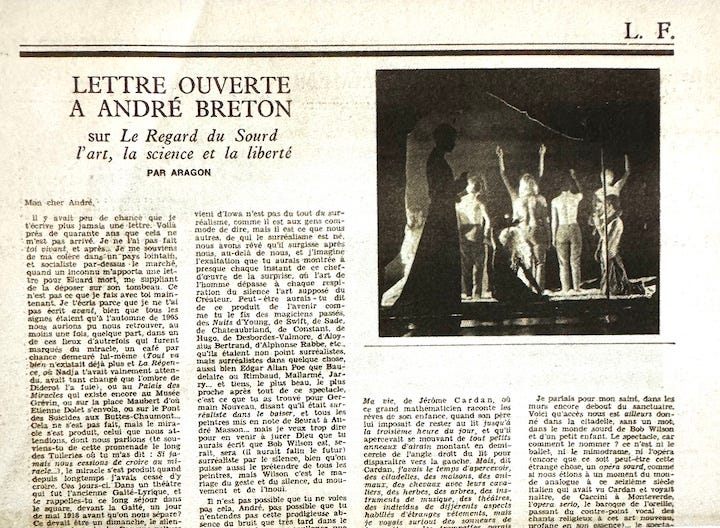 L. F.
LETTRE OUVERTE
A ANDRÉ BRETON
sur Le Regard du Sourd
l'art, la science et la liberté
PAR ARAGON
Mon cher André,
Il y avait peu de chance que je
t'écrive plus jamais une lettre. Voilà
près de quarante ans que cela ne
m'est pas arrivé. Je ne l'ai pas fait
toi vivant, et après... Je me souviens
de ma colère dans un pays lointain,
et socialiste par-dessus le marché,
quand un inconnu m'apporta une let-
tre pour Eluard mort, me suppliant
de la déposer sur son tombeau. Ce
n'est pas ce que je fais avec toi main-
tenant. Je t'écris parce que je ne t'ai
pas écrit avant, bien que tous les
signes étaient qu'à l'automne de 1965
nous aurions pu nous retrouver, au
moins une fois, quelque part, dans un
de ces lieux d'autrefois qui furent
marqués du miracle, un café par
chance demeuré lui-même (Tout va
bien n'existait déjà plus et La Régen-
ce, où Nadja t'avait vainement atten-
du, avait tant changé que l'ombre de
Diderot l'a fuie), ou au Palais des
Miracles qui existe encore au Musée
Grévin, ou sur la place Maubert d'où
Etienne Dolet s'envola, ou sur le Pont
des Suicides aux Buttes-Chaumont...
Cela ne s'est pas fait, mais le mira-
cle s'est produit, celui que nous at-
tendions, dont nous parlions (te sou-
viens-tu de cette promenade le long
des Tuileries où tu m'as dit : Si ja-
mais nous cessions de croire au mi-
racle...), le miracle s'est produit quand
depuis longtemps j'avais cessé d'y
croire. Ces jours-ci. Dans un théâtre
qui fut l'ancienne Gaîté-Lyrique, et
te rappelles-tu ce long séjour dans
le square, devant la Gaîté, un jour
de mai 1918 avant qu'on nous sépare?
Ce devait être un dimanche, le silen-
vient d'Iowa n'est pas du tout du sur-
réalisme, comme il est aux gens com-
mode de dire, mais il est ce que nous
autres, de qui le surréalisme est né,
nous avons rêvé qu'il surgisse après
nous, au-delà de nous, et j'imagine
l'exaltation que tu aurais montrée à
presque chaque instant de ce chef-
d'œuvre de la surprise, où l'art de
l'homme dépasse à chaque respi-
ration du silence l'art supposé du
Créateur. Peut-être aurais-tu dit
de ce produit de l'avenir com-
me tu le fis des magiciens passés,
des Nuits d'Young, de Swift, de Sade,
de Chateaubriand, de Constant, de
Hugo, de Desbordes-Valmore, d'Aloy-
sius Bertrand, d'Alphonse Rabbe, etc.,
qu'ils étaient non point surréalistes,
mais surréalistes dans quelque chose,
aussi bien Edgar Allan Poe que Bau-
delaire ou Rimbaud, Mallarmé, Jar-
ry... et tiens, le plus beau, le plus
proche après tout de ce spectacle,
c'est ce que tu as trouvé pour Ger-
main Nouveau, disant qu'il était sur-
réaliste dans le baiser, et tous les
peintres mis en note de Seurat à An-
dré Masson... mais je veux trop dire
pour en venir à jurer Dieu que tu
aurais écrit que Bob Wilson est, se-
rait, sera (il aurait fallu le futur)
surréaliste par le silence, bien qu'on
puisse aussi le prétendre de tous les
peintres, mais Wilson c'est le ma-
riage du geste et du silence, du mou-
vement et de l'inouï.
Il n'est pas possible que tu ne voies
pas cela, André, pas possible que tu
n'entendes pas cette prodigieuse ab-
sence du bruit que très tard dans le
Ma vie, de Jérôme Cardan, où
ce grand mathématicien raconte les
rêves de son enfance, quand son père
lui imposait de rester au lit jusqu'à
la troisième heure du jour, et qu'il
apercevait se mouvant de tout petits
anneaux d'airain montant en demi-
cercle de l'angle droit du lit pour
disparaître vers la gauche. Mais, dit
Cardan, j'avais le temps d'apercevoir,
des citadelles, des maisons, des ani-
maux, des chevaux avec leurs cava-
liers, des herbes, des arbres, des ins-
truments de musique, des théâtres,
des individus de différents aspects
habillés d'étranges vêtements, mais
je voyais surtout des sonneurs de
Je parlais pour mon saint, dans les
murs encore debout du sanctuaire.
Voici qu'accès nous est ailleurs don-
né, dans la citadelle, sans un mot,
dans le monde sourd de Bob Wilson
et d'un petit enfant. Le spectacle, car
comment le nommer ? ce n'est ni le
ballet, ni le mimodrame, ni l'opéra
(encore que ce soit peut-être cette
étrange chose, un opéra sourd, comme
si nous étions à un moment du mon-
de analogue à ce seizième siècle
italien qui avait vu Cardan et voyait
naître, de Caccini à Monteverde,
l'opera serio, le baroque de l'oreille,
passant du contre-point vocal des
chants religieux à cet art nouveau,
profane en son essence)... le specta-